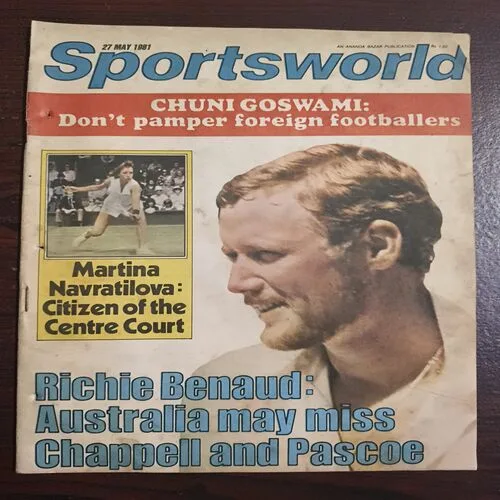 27 MAY 1981
AN ANANDA BAZAR PUBLICATION
Sportsworld
CHUNI GOSWAMI:
Don't pamper foreign footballers
Martina
Navratilova:
Citizen of the
Centre Court
Richie Benaud:
Australia may miss
Chappell and Pascoe